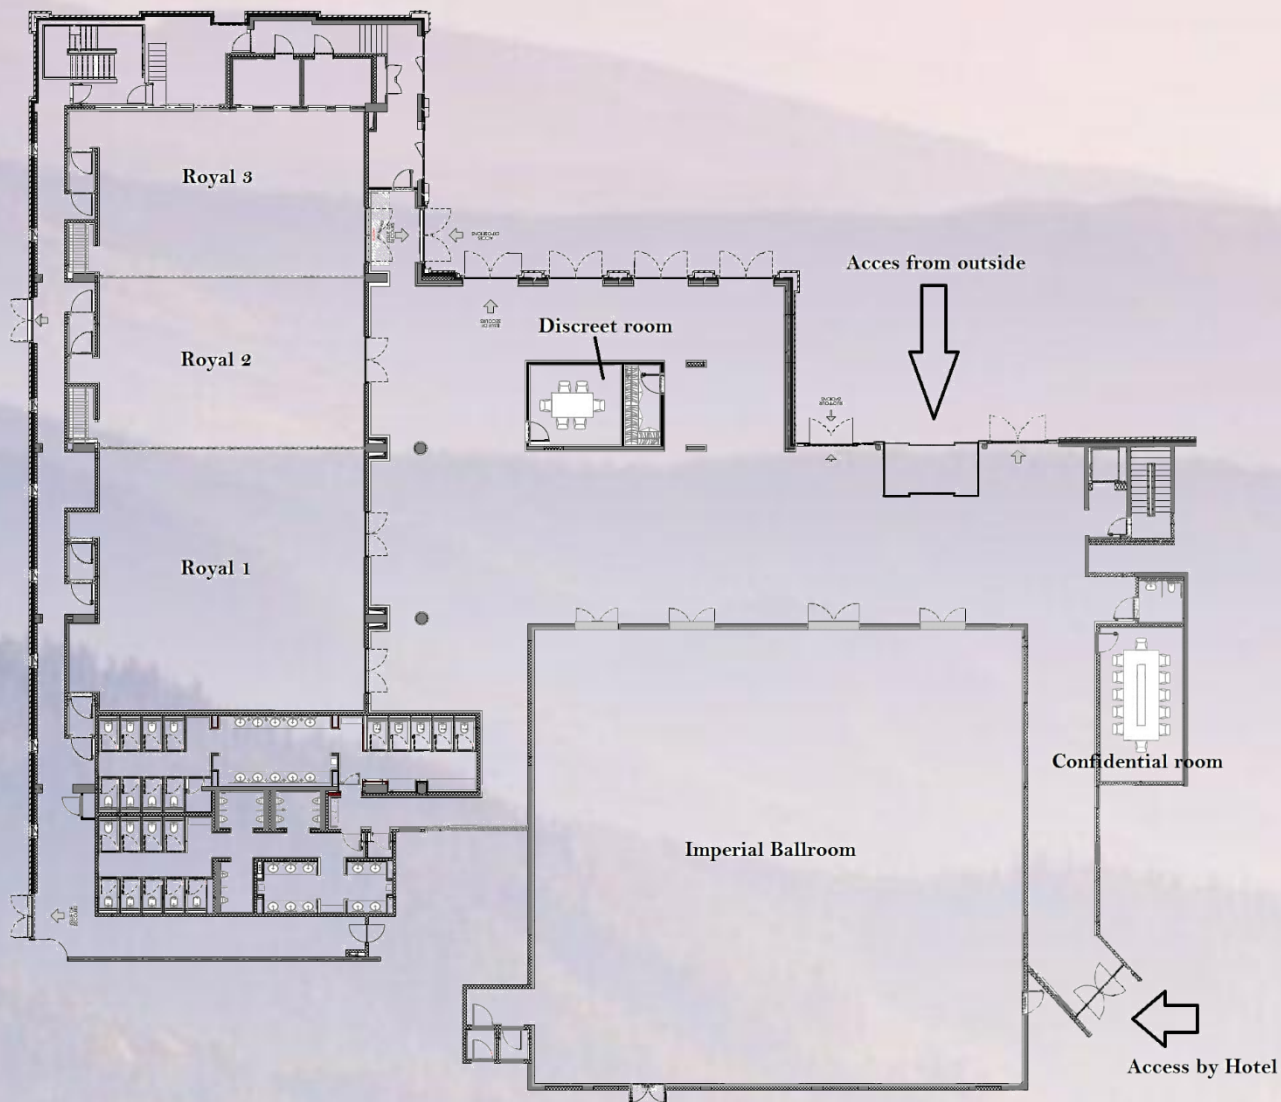 Royal 3
Acces from outside
Discreet room
Royal 2
Royal 1
Confidential room
Imperial Ballroom
Access by Hotel